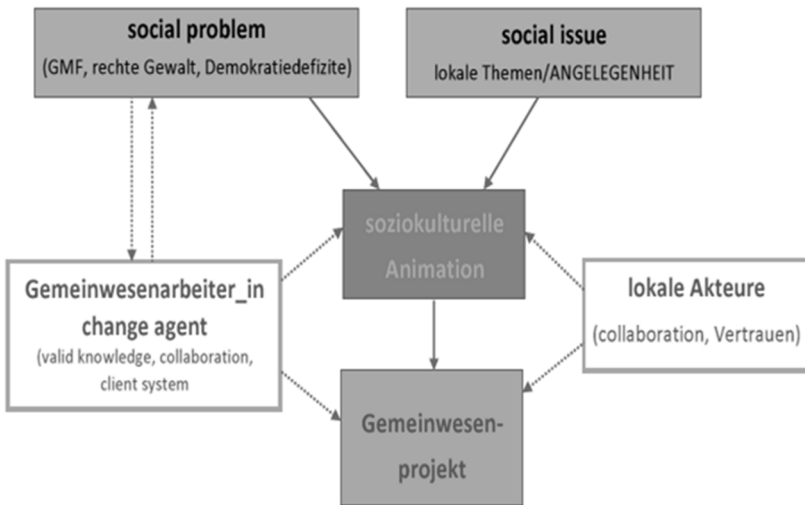 social problem
(GMF, rechte Gewalt, Demokratiedefizite)
social issue
lokale Themen/ANGELEGENHEIT
soziokulturelle
Animation
Gemeinwesenarbeiter_in
change agent
(valid knowledge, collaboration,
client system
lokale Akteure
(collaboration, Vertrauen)
Gemeinwesen-
projekt